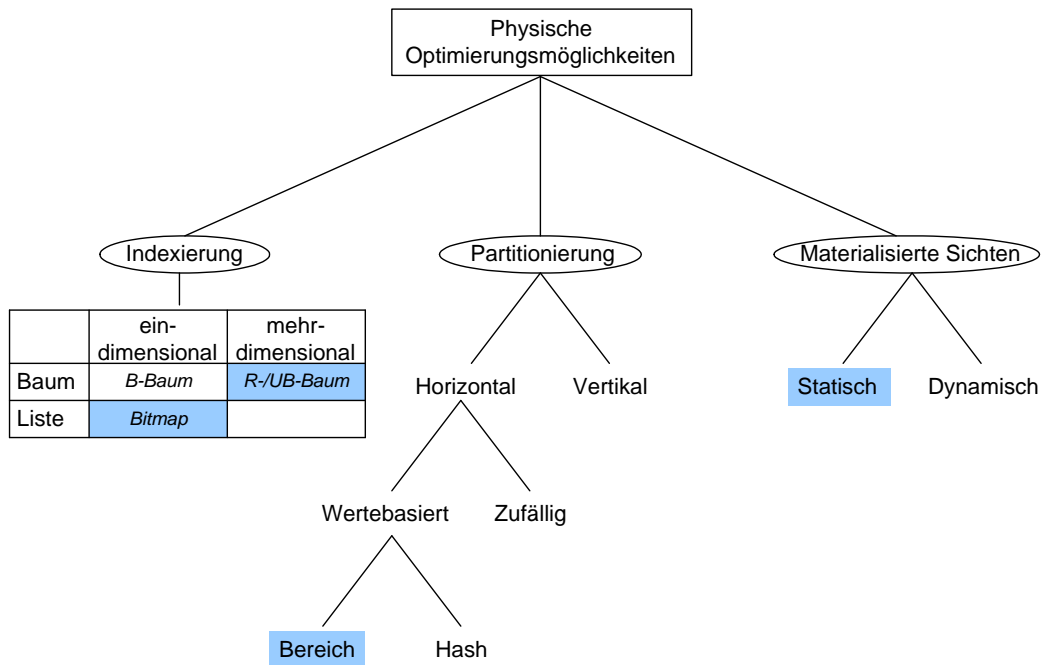 Physische
Optimierungsmöglichkeiten
Indexierung
Partitionierung
Materialisierte Sichten
ein-
dimensional
mehr-
dimensional
Baum
B-Baum
R-/UB-Baum
Liste
Bitmap
Horizontal
Vertikal
Statisch
Dynamisch
Wertebasiert
Zufällig
Bereich
Hash